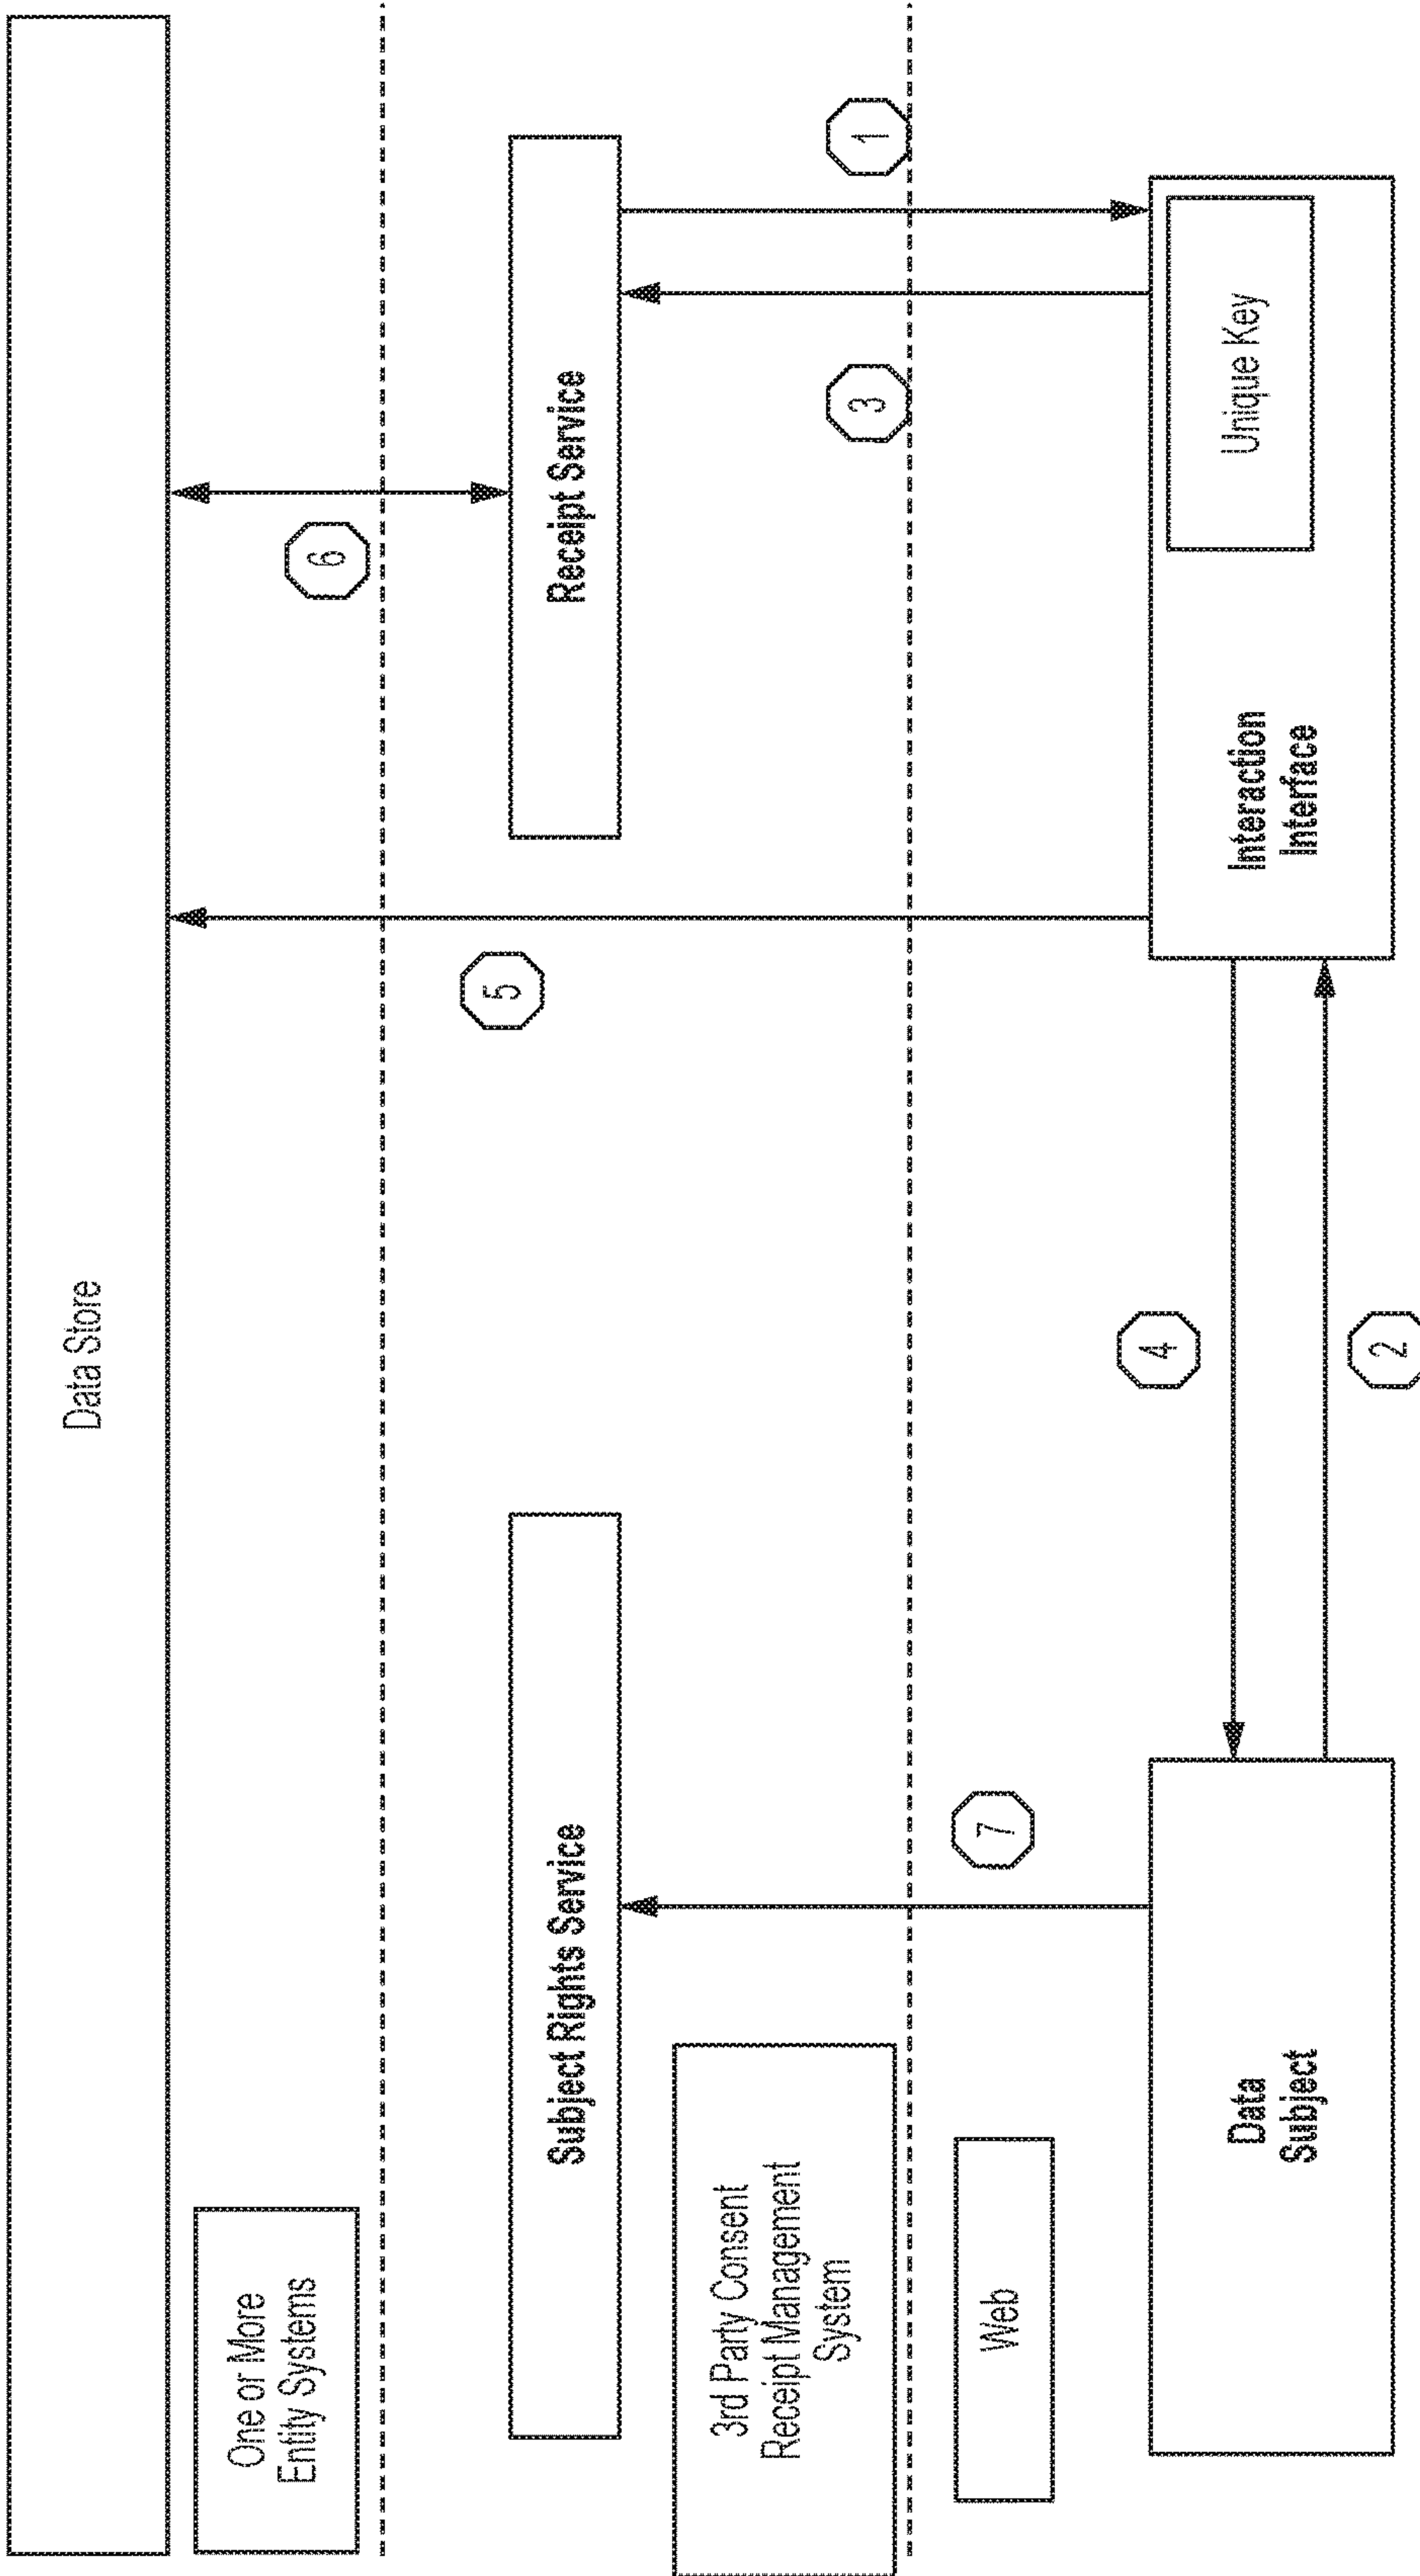 Data Store
One or More
Entity Systems
6
5
Subject Rights Service
Receipt Service
3rd Party Consent
Receipt Management
System
3
1
Web
7
4
2
Data
Subject
Interaction
Interface
Unique Key